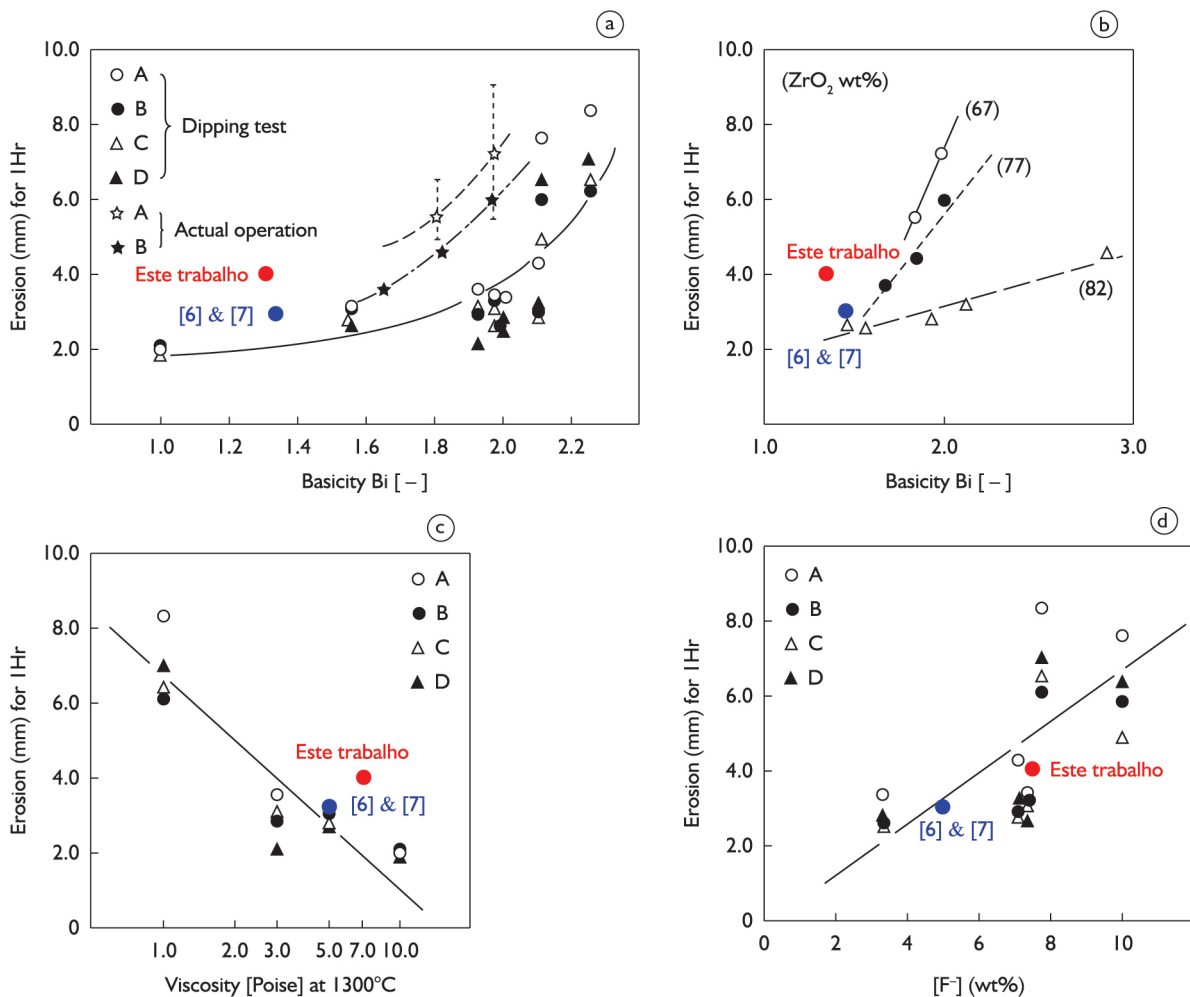 a
10.0
8.0
6.0
4.0
2.0
0
Erosion (mm) for 1Hr
A
B
C
D
Dipping test
A
B
Actual operation
Este trabalho
[6] & [7]
1.0
1.2
1.4
1.6
1.8
2.0
2.2
Basicity Bi [ – ]
b
10.0
8.0
6.0
4.0
2.0
0
Erosion (mm) for 1Hr
(ZrO₂ wt%)
(67)
(77)
(82)
Este trabalho
[6] & [7]
1.0
2.0
3.0
Basicity Bi [ – ]
c
10.0
8.0
6.0
4.0
2.0
0
Erosion (mm) for 1Hr
A
B
C
D
Este trabalho
[6] & [7]
1.0
2.0
3.0
5.0
7.0
10.0
Viscosity [Poise] at 1300°C
d
10.0
8.0
6.0
4.0
2.0
0
Erosion (mm) for 1Hr
A
B
C
D
Este trabalho
[6] & [7]
0
2
4
6
8
10
[F⁻] (wt%)